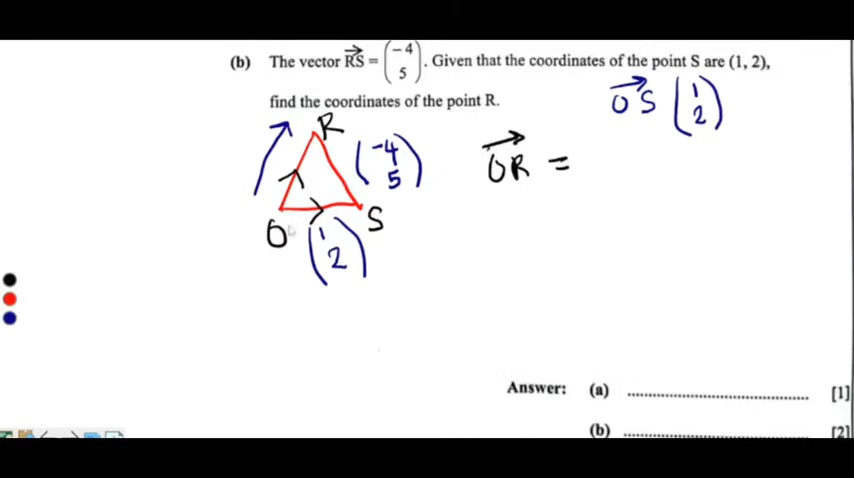 (b) The vector RS = (-4 5). Given that the coordinates of the point S are (1, 2),
find the coordinates of the point R.
OS (1 2)
R
(-4 5)
OR =
O
S
(1 2)
Answer: (a) ........................................ [1]
(b) ........................................ [2]